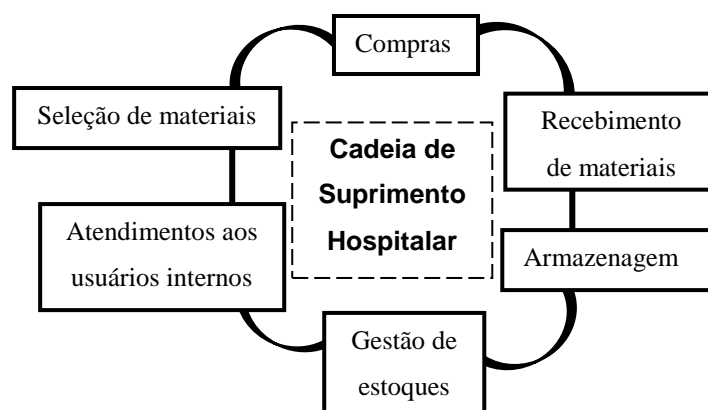 Compras
Seleção de materiais
Recebimento
de materiais
Cadeia de
Suprimento
Hospitalar
Atendimentos aos
usuários internos
Armazenagem
Gestão de
estoques